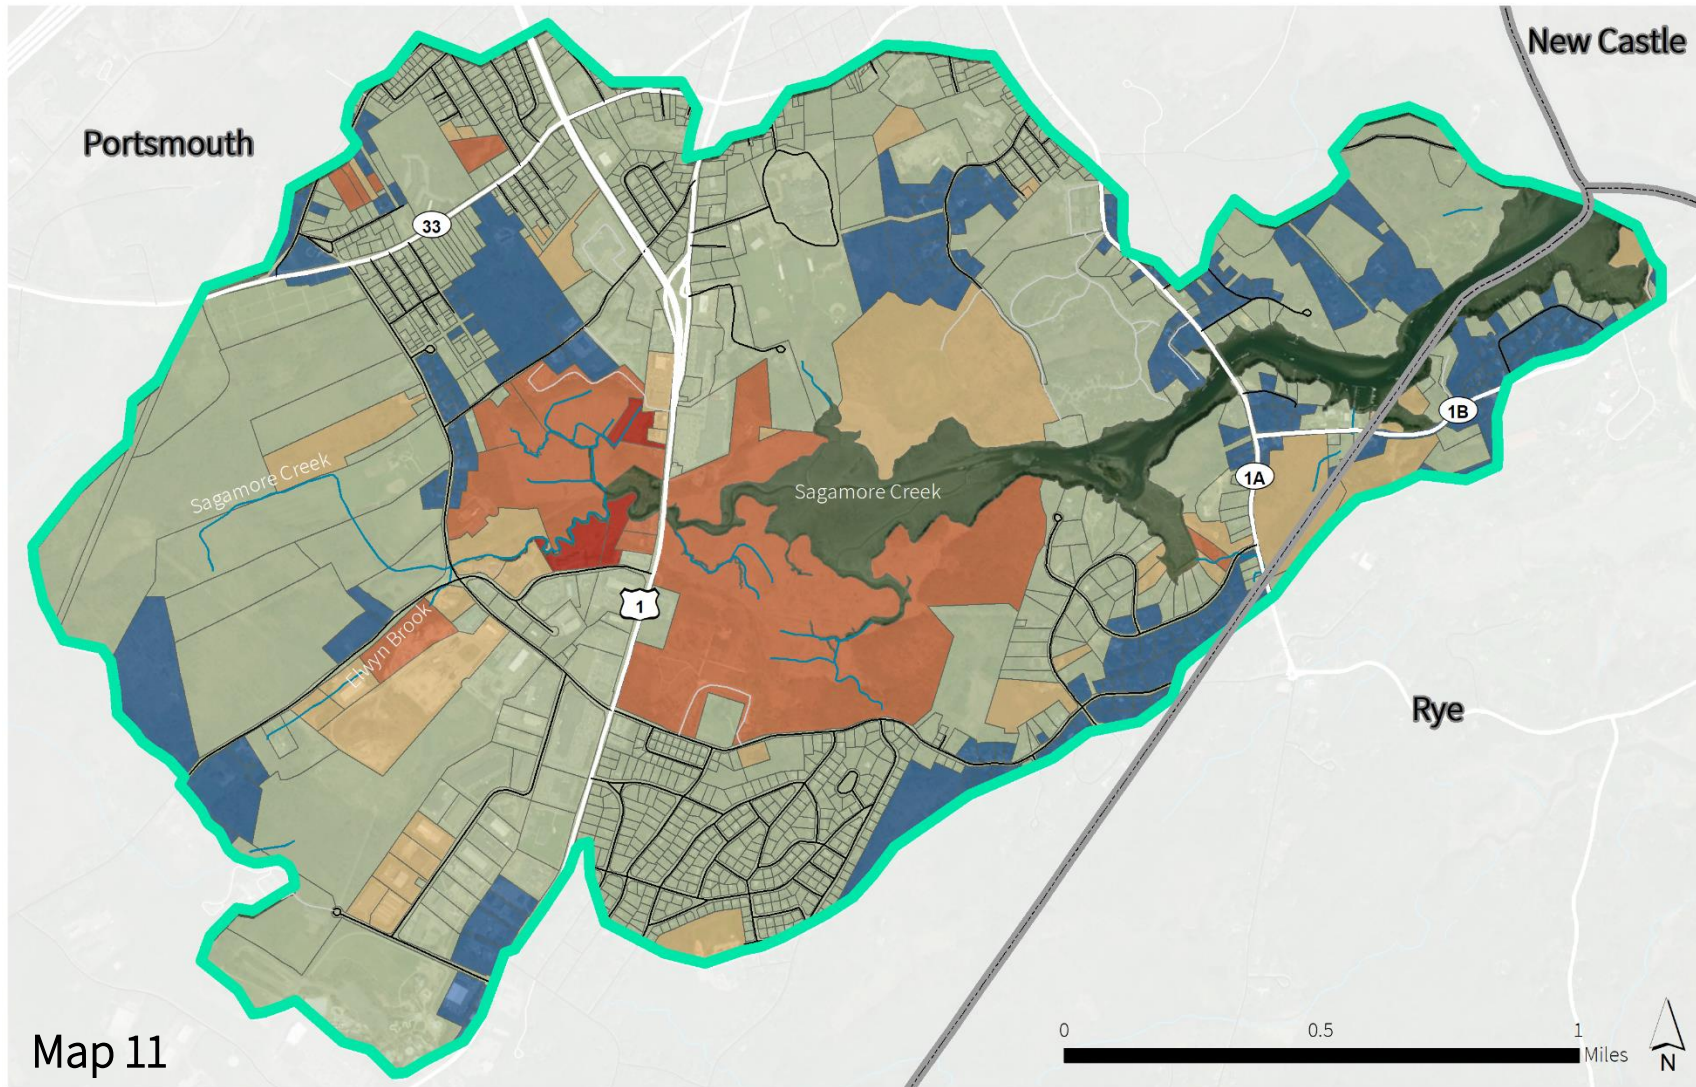 New Castle
Portsmouth
33
1B
Sagamore Creek
1A
Sagamore Creek
1
Elwyn Brook
Rye
0 0.5 1
Miles
N
Map 11